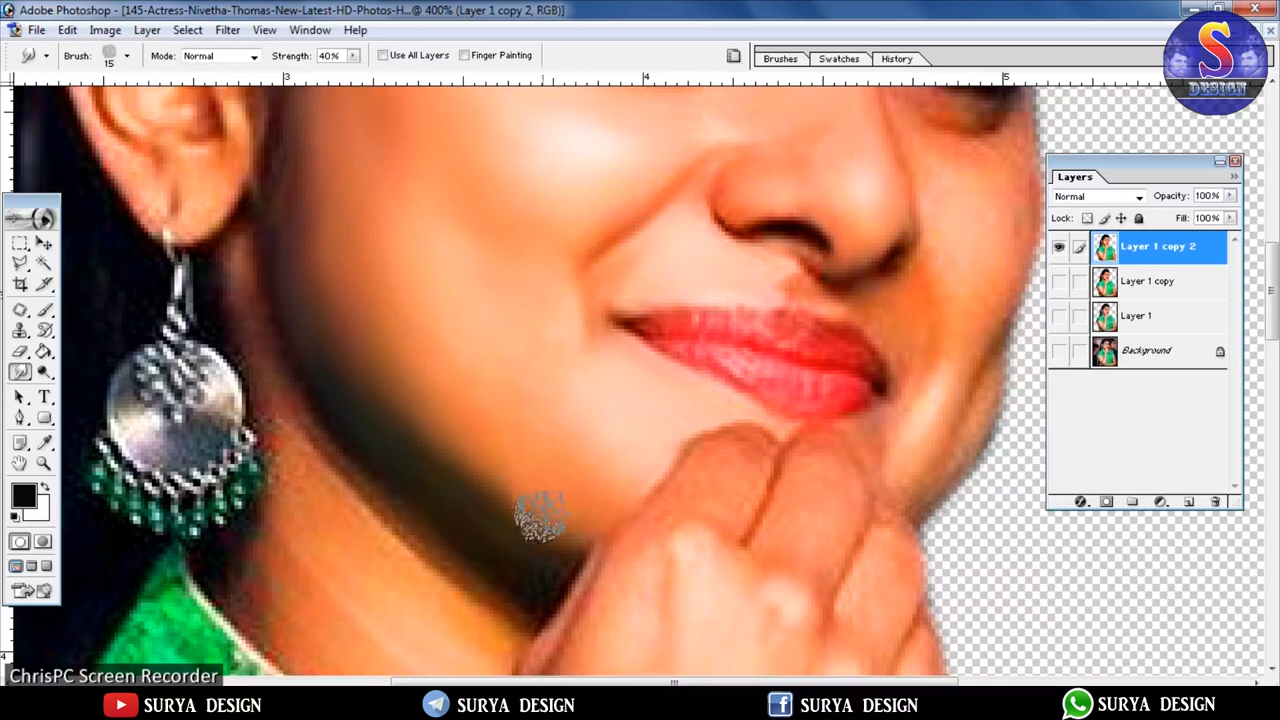 Adobe Photoshop - [145-Actress-Nivetha-Thomas-New-Latest-HD-Photos-H...@ 400% (Layer 1 copy 2, RGB)]
File Edit Image Layer Select Filter View Window Help
Brush: 15 Mode: Normal Strength: 40% Use All Layers Finger Painting Brushes Swatches History
S
DESIGN
3 4 5
Layers
Normal Opacity: 100%
Lock: Fill: 100%
Layer 1 copy 2
Layer 1 copy
Layer 1
Background
T
4
ChrisPC Screen Recorder
SURYA DESIGN SURYA DESIGN SURYA DESIGN SURYA DESIGN